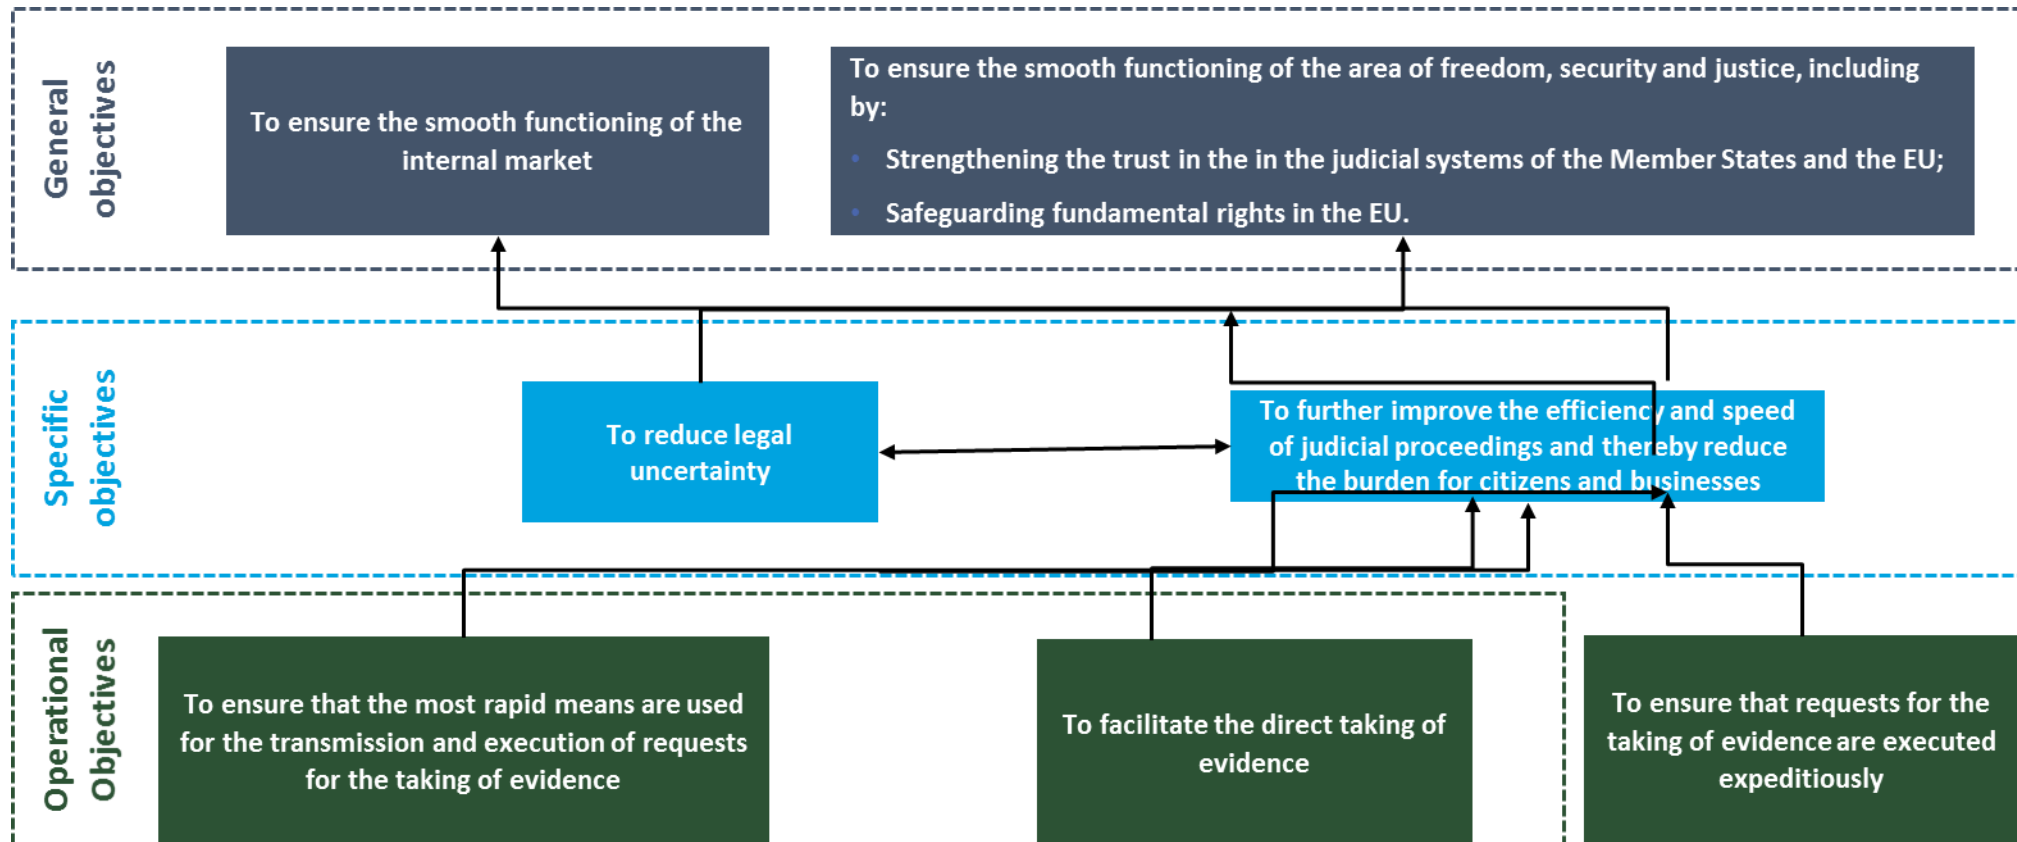 General
objectives
To ensure the smooth functioning of the
internal market
To ensure the smooth functioning of the area of freedom, security and justice, including
by:
• Strengthening the trust in the in the judicial systems of the Member States and the EU;
• Safeguarding fundamental rights in the EU.
Specific
objectives
To reduce legal
uncertainty
To further improve the efficiency and speed
of judicial proceedings and thereby reduce
the burden for citizens and businesses
Operational
Objectives
To ensure that the most rapid means are used
for the transmission and execution of requests
for the taking of evidence
To facilitate the direct taking of
evidence
To ensure that requests for the
taking of evidence are executed
expeditiously